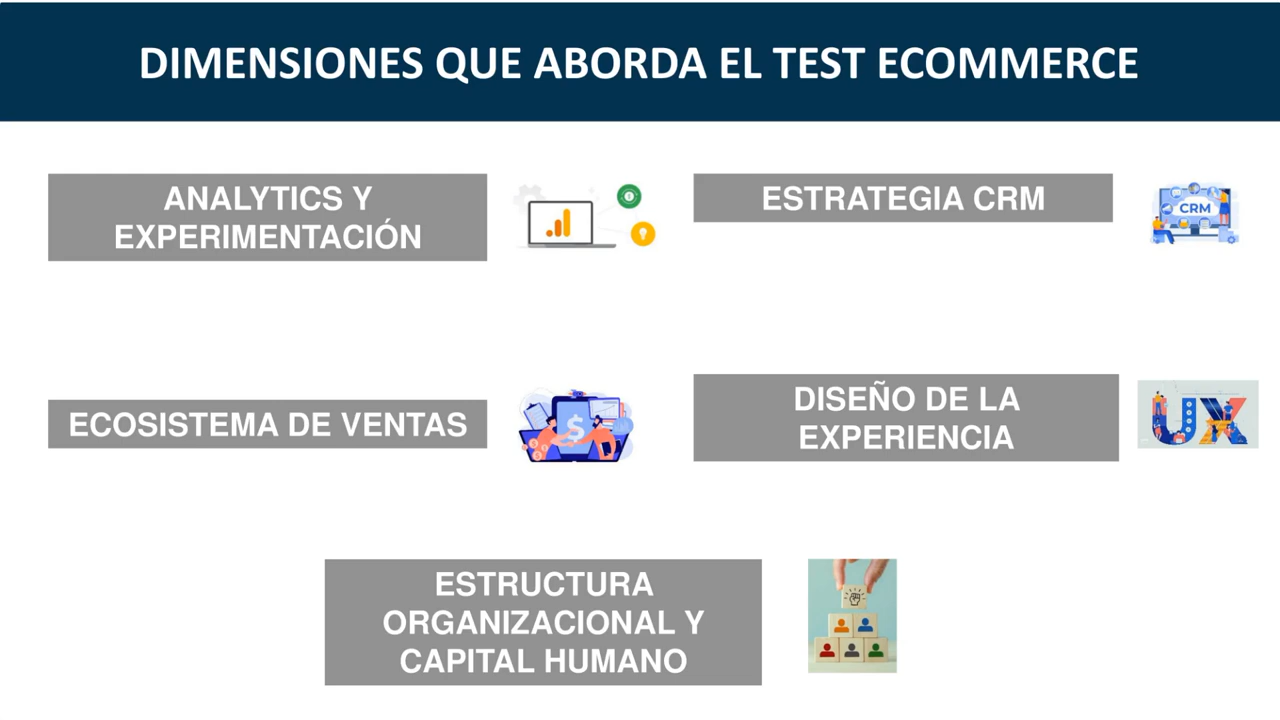 DIMENSIONES QUE ABORDA EL TEST ECOMMERCE
ANALYTICS Y
EXPERIMENTACIÓN
ESTRATEGIA CRM
CRM
ECOSISTEMA DE VENTAS
$
DISEÑO DE LA
EXPERIENCIA
UX
ESTRUCTURA
ORGANIZACIONAL Y
CAPITAL HUMANO